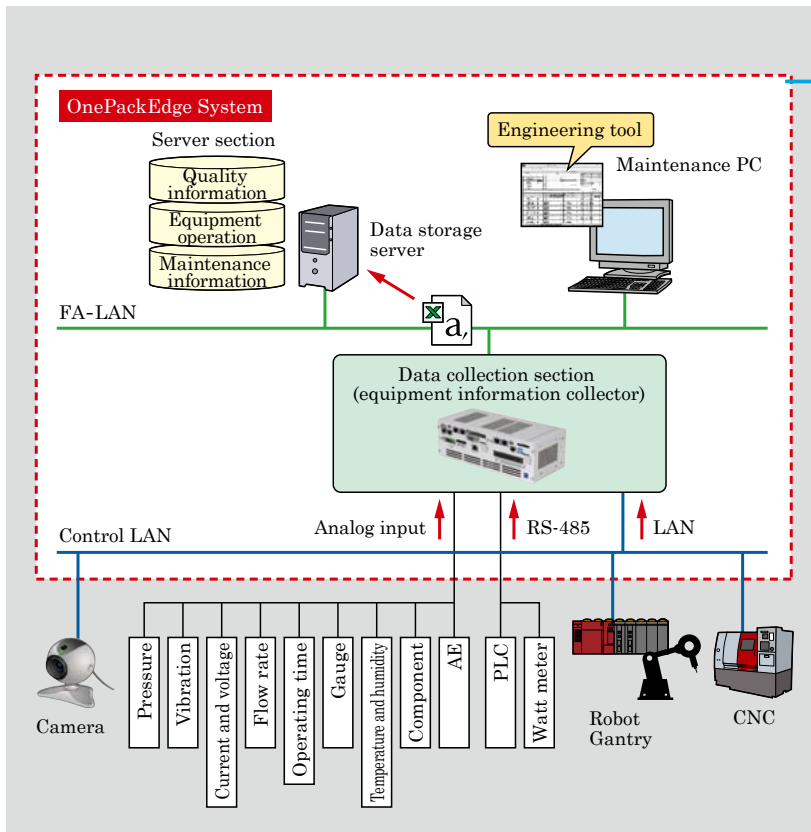 OnePackEdge System
Server section
Quality
information
Equipment
operation
Maintenance
information
Data storage
server
Engineering tool
Maintenance PC
FA-LAN
X
a,
Data collection section
(equipment information collector)
Analog input
RS-485
LAN
Control LAN
Camera
Pressure
Vibration
Current and voltage
Flow rate
Operating time
Gauge
Temperature and humidity
Component
AE
PLC
Watt meter
Robot
Gantry
CNC